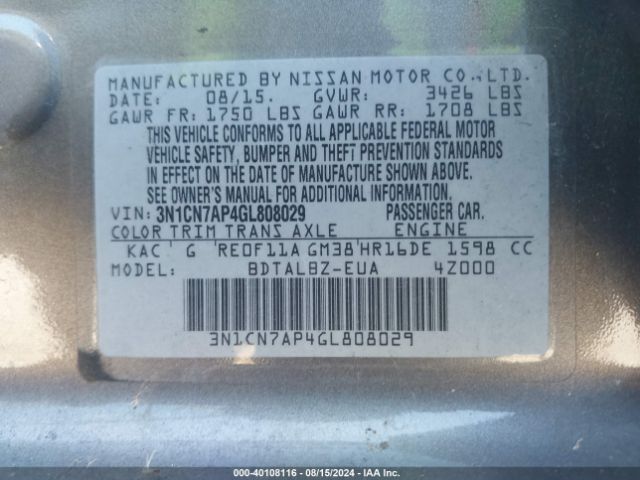 MANUFACTURED BY NISSAN MOTOR CO.,LTD.
DATE: 08/15. GVWR: 3426 LBS
GAWR FR: 1750 LBS GAWR RR: 1708 LBS
THIS VEHICLE CONFORMS TO ALL APPLICABLE FEDERAL MOTOR
VEHICLE SAFETY, BUMPER AND THEFT PREVENTION STANDARDS
IN EFFECT ON THE DATE OF MANUFACTURE SHOWN ABOVE.
SEE OWNER'S MANUAL FOR ADDITIONAL INFORMATION.
VIN: 3N1CN7AP4GL808029 PASSENGER CAR.
COLOR TRIM TRANS AXLE ENGINE
KAC G RE0F11A GM38 HR16DE 1598 CC
MODEL: BDTALBZ-EUA 4Z000
3N1CN7AP4GL808029
000-40108116 - 08/15/2024 - IAA Inc.